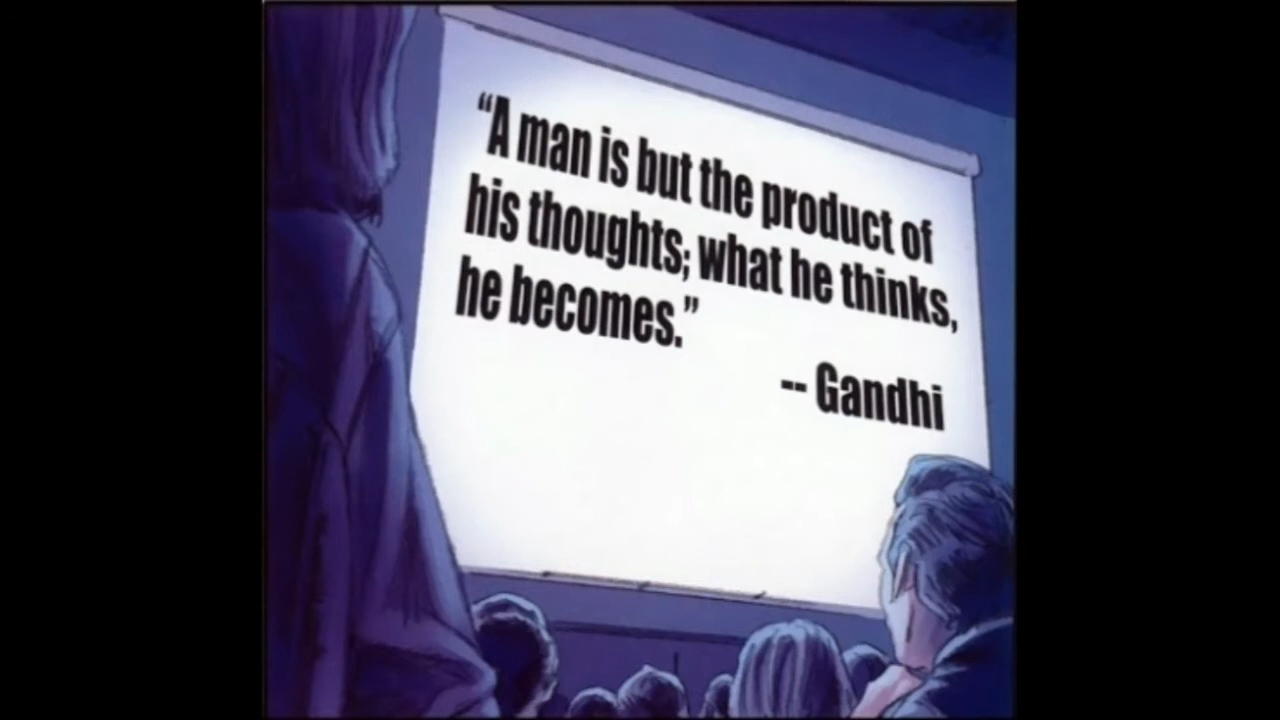 “A man is but the product of
his thoughts; what he thinks,
he becomes.”
-- Gandhi